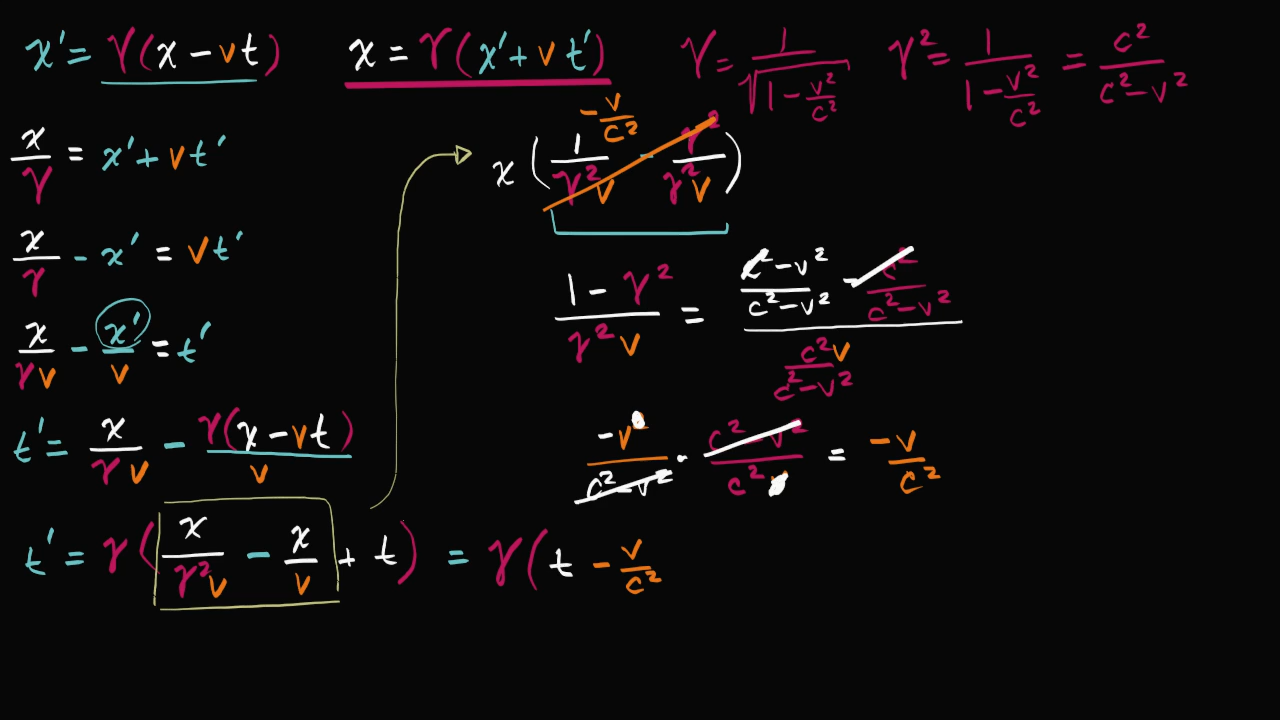 x′ = γ(x − vt)
x = γ(x′ + vt′)
γ = 1/√(1 − v²/c²)
γ² = 1/(1 − v²/c²) = c²/(c² − v²)
x/γ = x′ + vt′
−v/c²
x(1/(γ²v) − γ²/(γ²v))
x/γ − x′ = vt′
(1 − γ²)/(γ²v) = ((c² − v²)/(c² − v²) − c²/(c² − v²))/(c²v/(c² − v²))
x/(γv) − x′/v = t′
t′ = x/(γv) − γ(x − vt)/v
−v²/(c² − v²) · (c² − v²)/(c²v) = −v/c²
t′ = γ(x/(γ²v) − x/v + t) = γ(t − v/c²